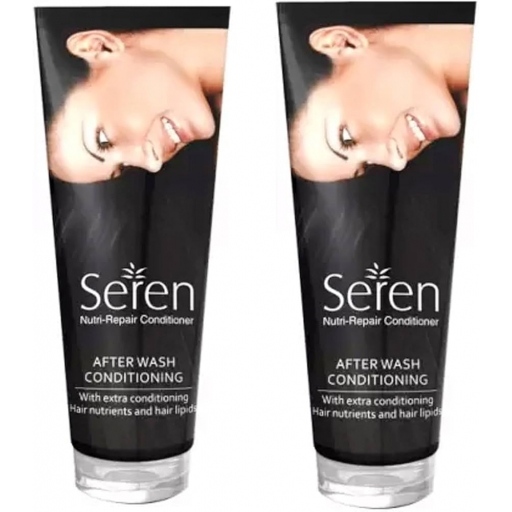 Seren
Nutri-Repair Conditioner
AFTER WASH
CONDITIONING
With extra conditioning
Hair nutrients and hair lipids
Seren
Nutri-Repair Conditioner
AFTER WASH
CONDITIONING
With extra conditioning
Hair nutrients and hair lipids